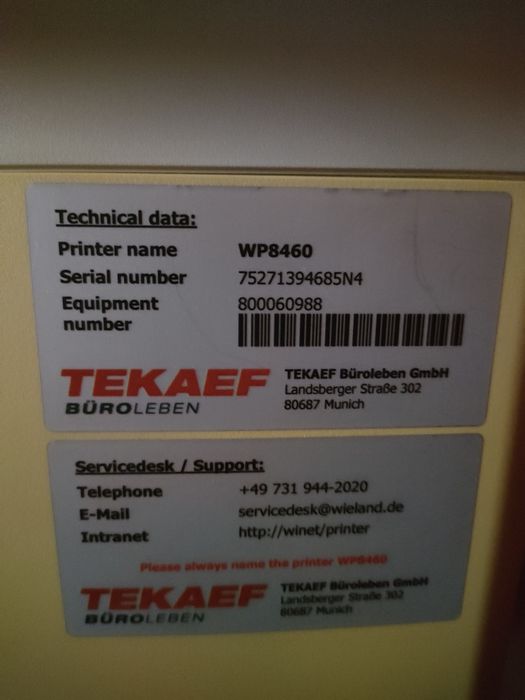 Technical data:
Printer name WP8460
Serial number 75271394685N4
Equipment number 800060988
TEKAEF
BÜROLEBEN
TEKAEF Büroleben GmbH
Landsberger Straße 302
80687 Munich
Servicedesk / Support:
Telephone +49 731 944-2020
E-Mail servicedesk@wieland.de
Intranet http://winet/printer
Please always name the printer WP8460
TEKAEF
BÜROLEBEN
TEKAEF Büroleben GmbH
Landsberger Straße 302
80687 Munich